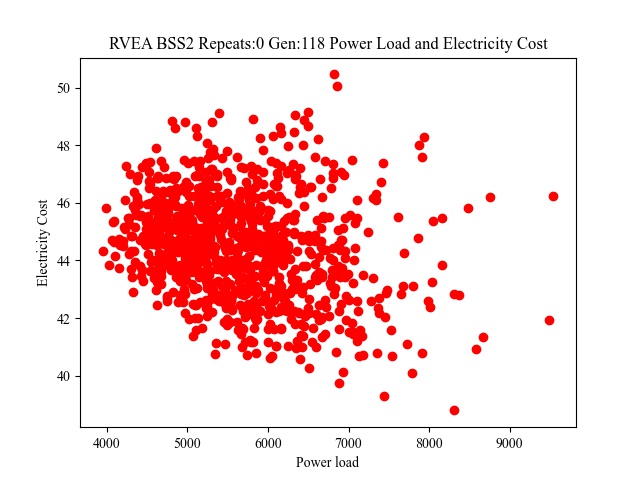 RVEA BSS2 Repeats:0 Gen:118 Power Load and Electricity Cost
50
48
46
44
42
40
Electricity Cost
4000 5000 6000 7000 8000 9000
Power load